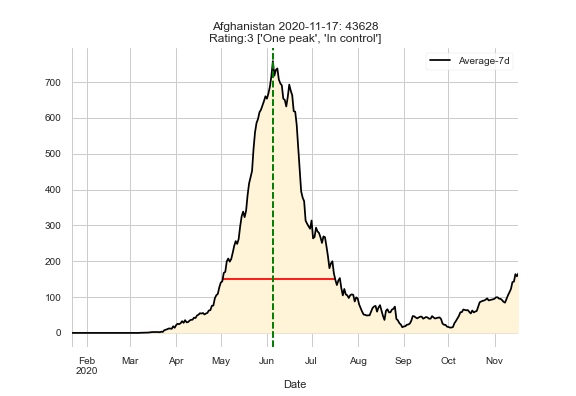 Afghanistan 2020-11-17: 43628
Rating:3 ['One peak', 'In control']
Average-7d
700
600
500
400
300
200
100
0
Feb Mar Apr May Jun Jul Aug Sep Oct Nov
2020
Date